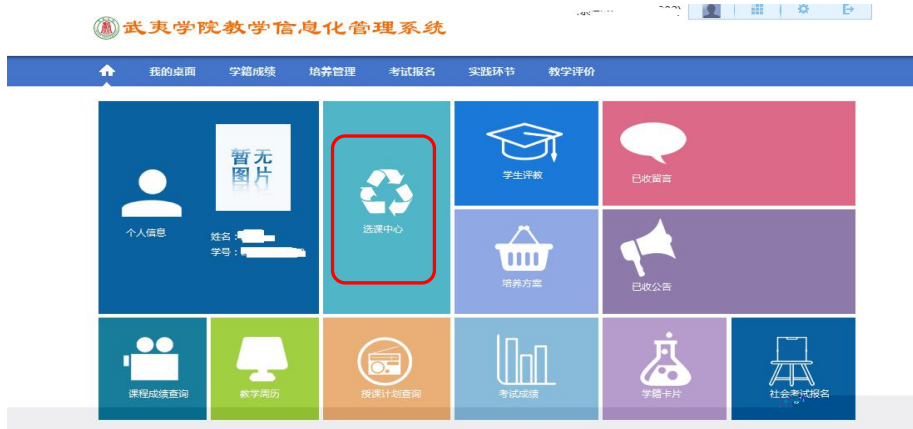 武夷学院教学信息化管理系统
我的桌面 学籍成绩 培养管理 考试报名 实践环节 教学评价
暂无
图片
个人信息
姓名:
学号:
选课中心
学生评教
已收留言
培养方案
已收公告
课程成绩查询
教学周历
授课计划查询
考试成绩
学籍卡片
社会考试报名